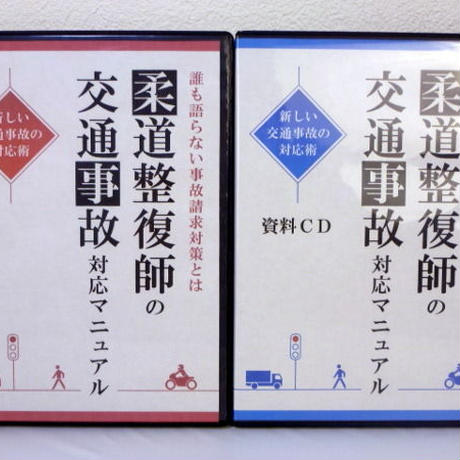 誰も語らない事故請求対策とは
柔道整復師の
交通事故
対応マニュアル
新しい
交通事故の
対応術
柔道整復師の
交通事故
対応マニュアル
新しい
交通事故の
対応術
資料CD